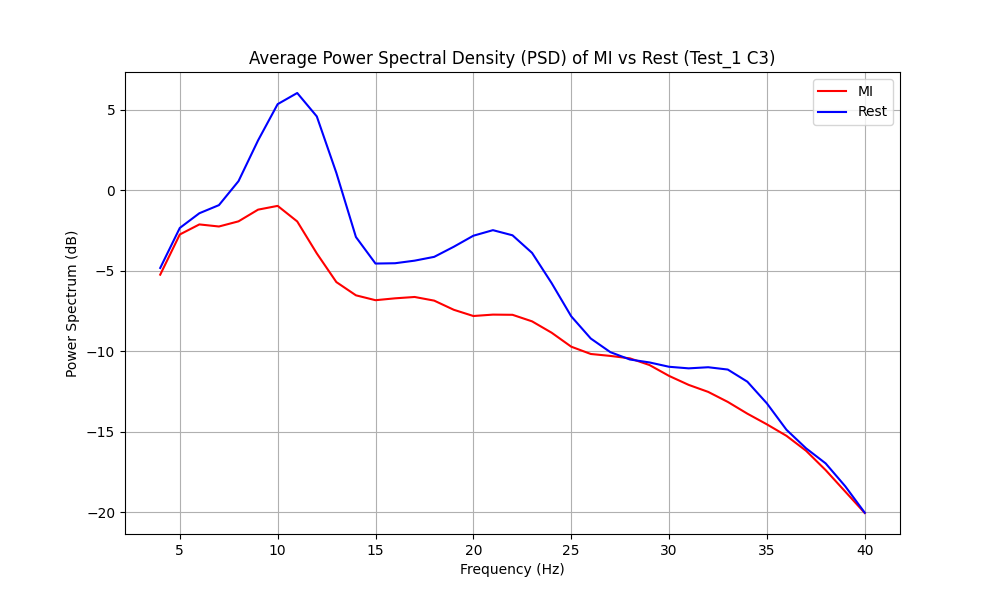 Average Power Spectral Density (PSD) of MI vs Rest (Test_1 C3)
MI
Rest
Power Spectrum (dB)
5
0
−5
−10
−15
−20
5 10 15 20 25 30 35 40
Frequency (Hz)